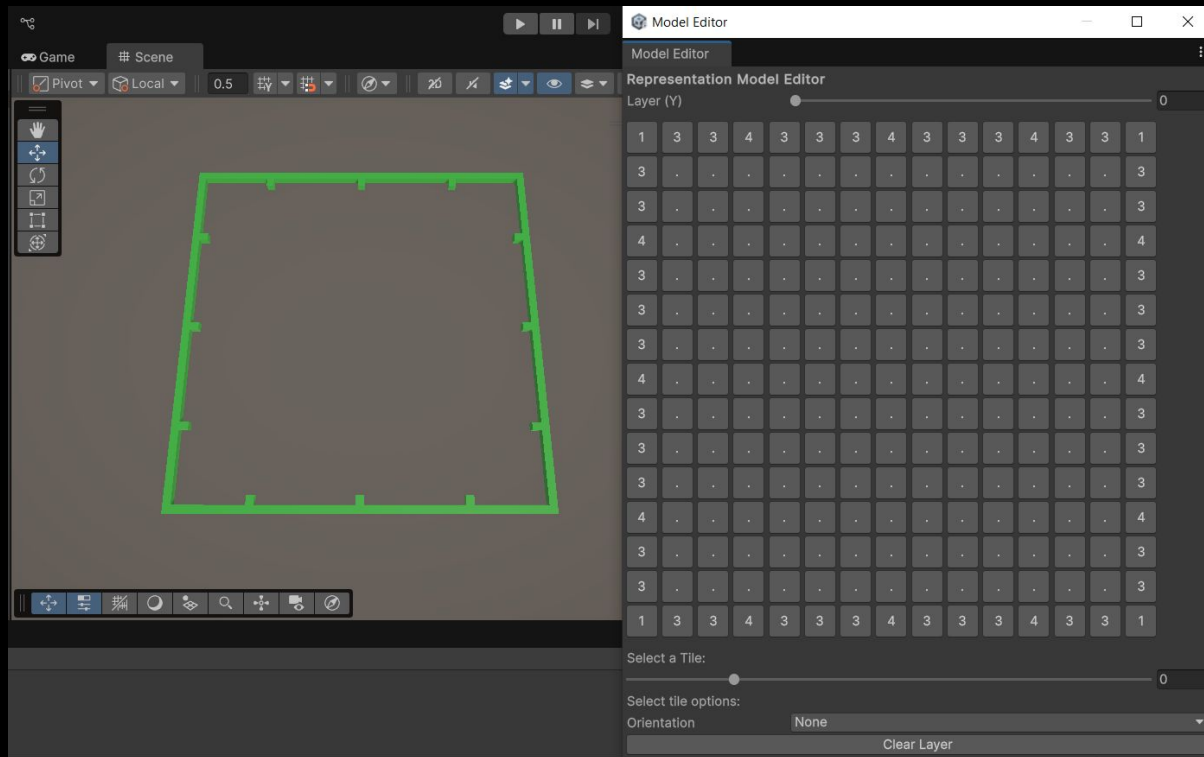 Game
Scene
Pivot
Local
0.5
2D
Model Editor
Model Editor
Representation Model Editor
Layer (Y) 0
1 3 3 4 3 3 3 4 3 3 3 4 3 3 1
3 . . . . . . . . . . . . . 3
3 . . . . . . . . . . . . . 3
4 . . . . . . . . . . . . . 4
3 . . . . . . . . . . . . . 3
3 . . . . . . . . . . . . . 3
3 . . . . . . . . . . . . . 3
4 . . . . . . . . . . . . . 4
3 . . . . . . . . . . . . . 3
3 . . . . . . . . . . . . . 3
3 . . . . . . . . . . . . . 3
4 . . . . . . . . . . . . . 4
3 . . . . . . . . . . . . . 3
3 . . . . . . . . . . . . . 3
1 3 3 4 3 3 3 4 3 3 3 4 3 3 1
Select a Tile:
0
Select tile options:
Orientation None
Clear Layer